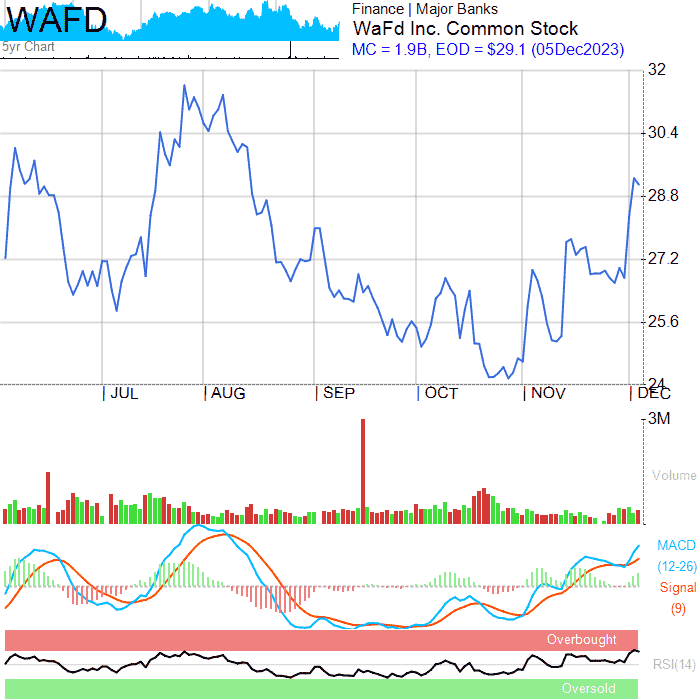 WAFD
5yr Chart
Finance | Major Banks
WaFd Inc. Common Stock
MC = 1.9B, EOD = $29.1 (05Dec2023)
32
30.4
28.8
27.2
25.6
24
| JUL
| AUG
| SEP
| OCT
| NOV
| DEC
3M
Volume
MACD
(12-26)
Signal
(9)
Overbought
RSI(14)
Oversold